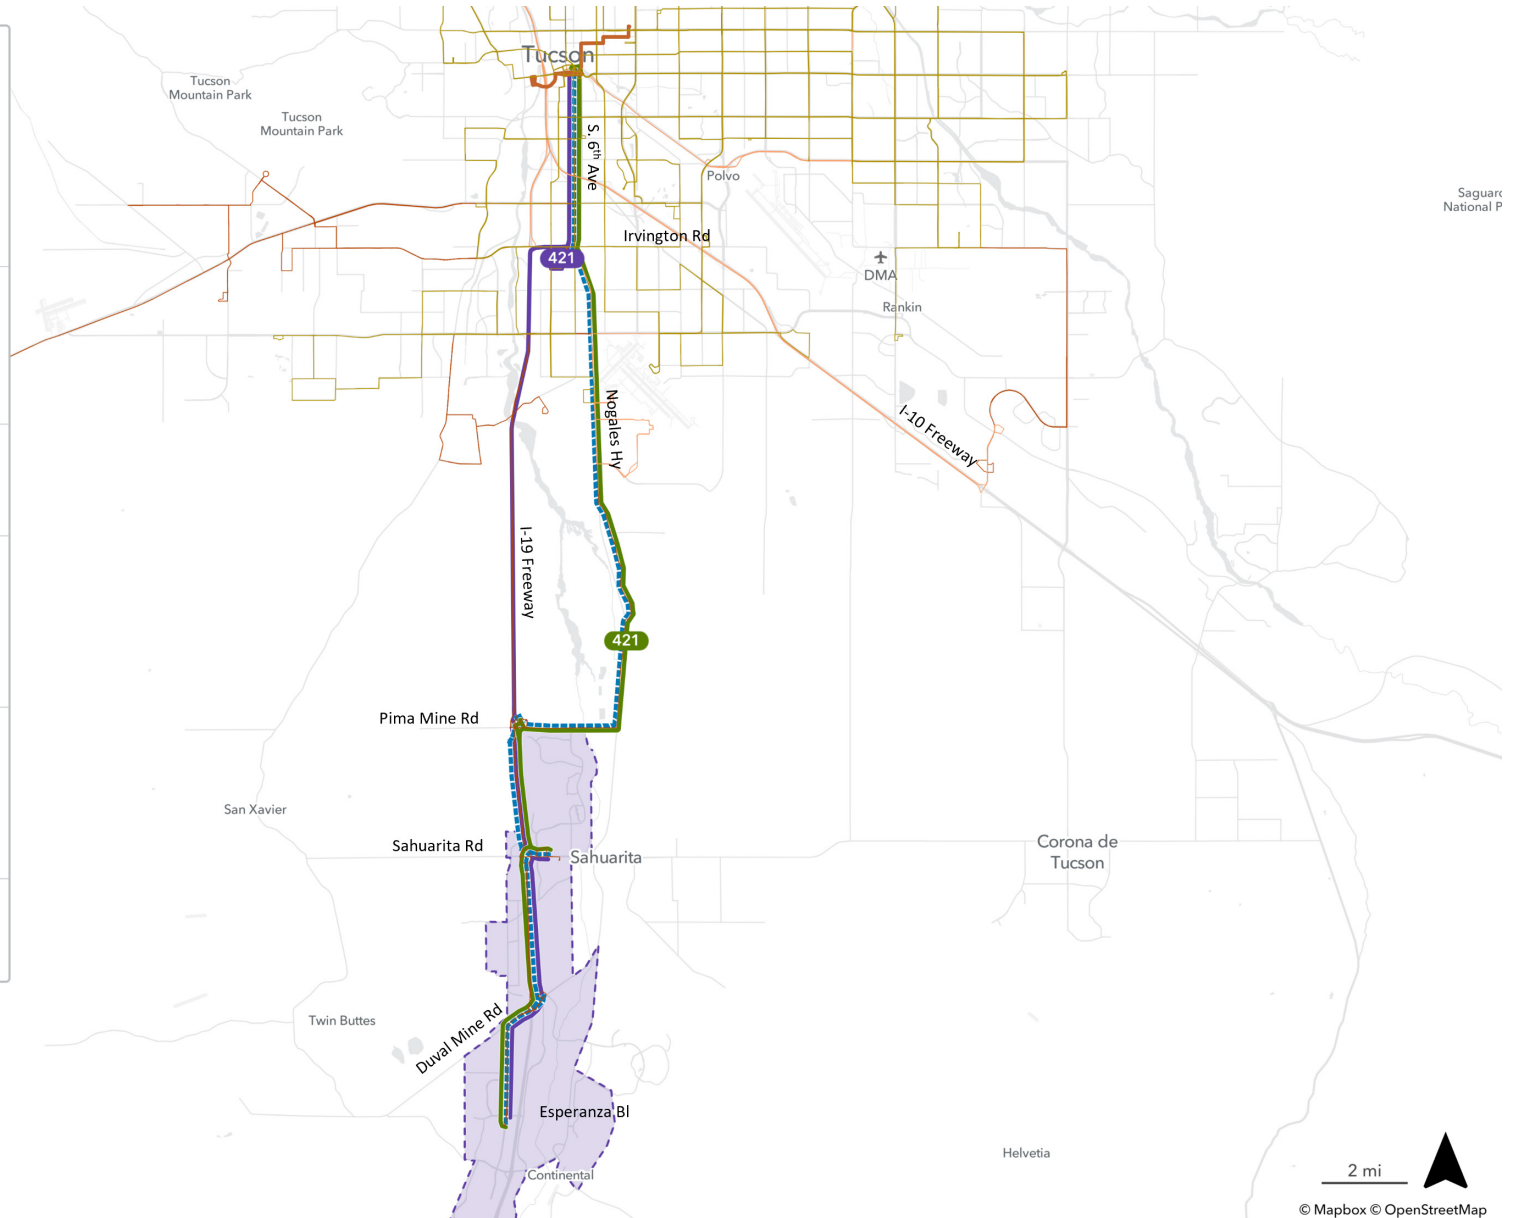 Tucson
Tucson
Mountain Park
Tucson
Mountain Park
S. 6th Ave
Polvo
Saguaro
National P
Irvington Rd
421
DMA
Rankin
Nogales Hy
I-10 Freeway
I-19 Freeway
421
Pima Mine Rd
San Xavier
Sahuarita Rd
Sahuarita
Corona de
Tucson
Twin Buttes
Duval Mine Rd
Esperanza Bl
Helvetia
Continental
2 mi
© Mapbox © OpenStreetMap